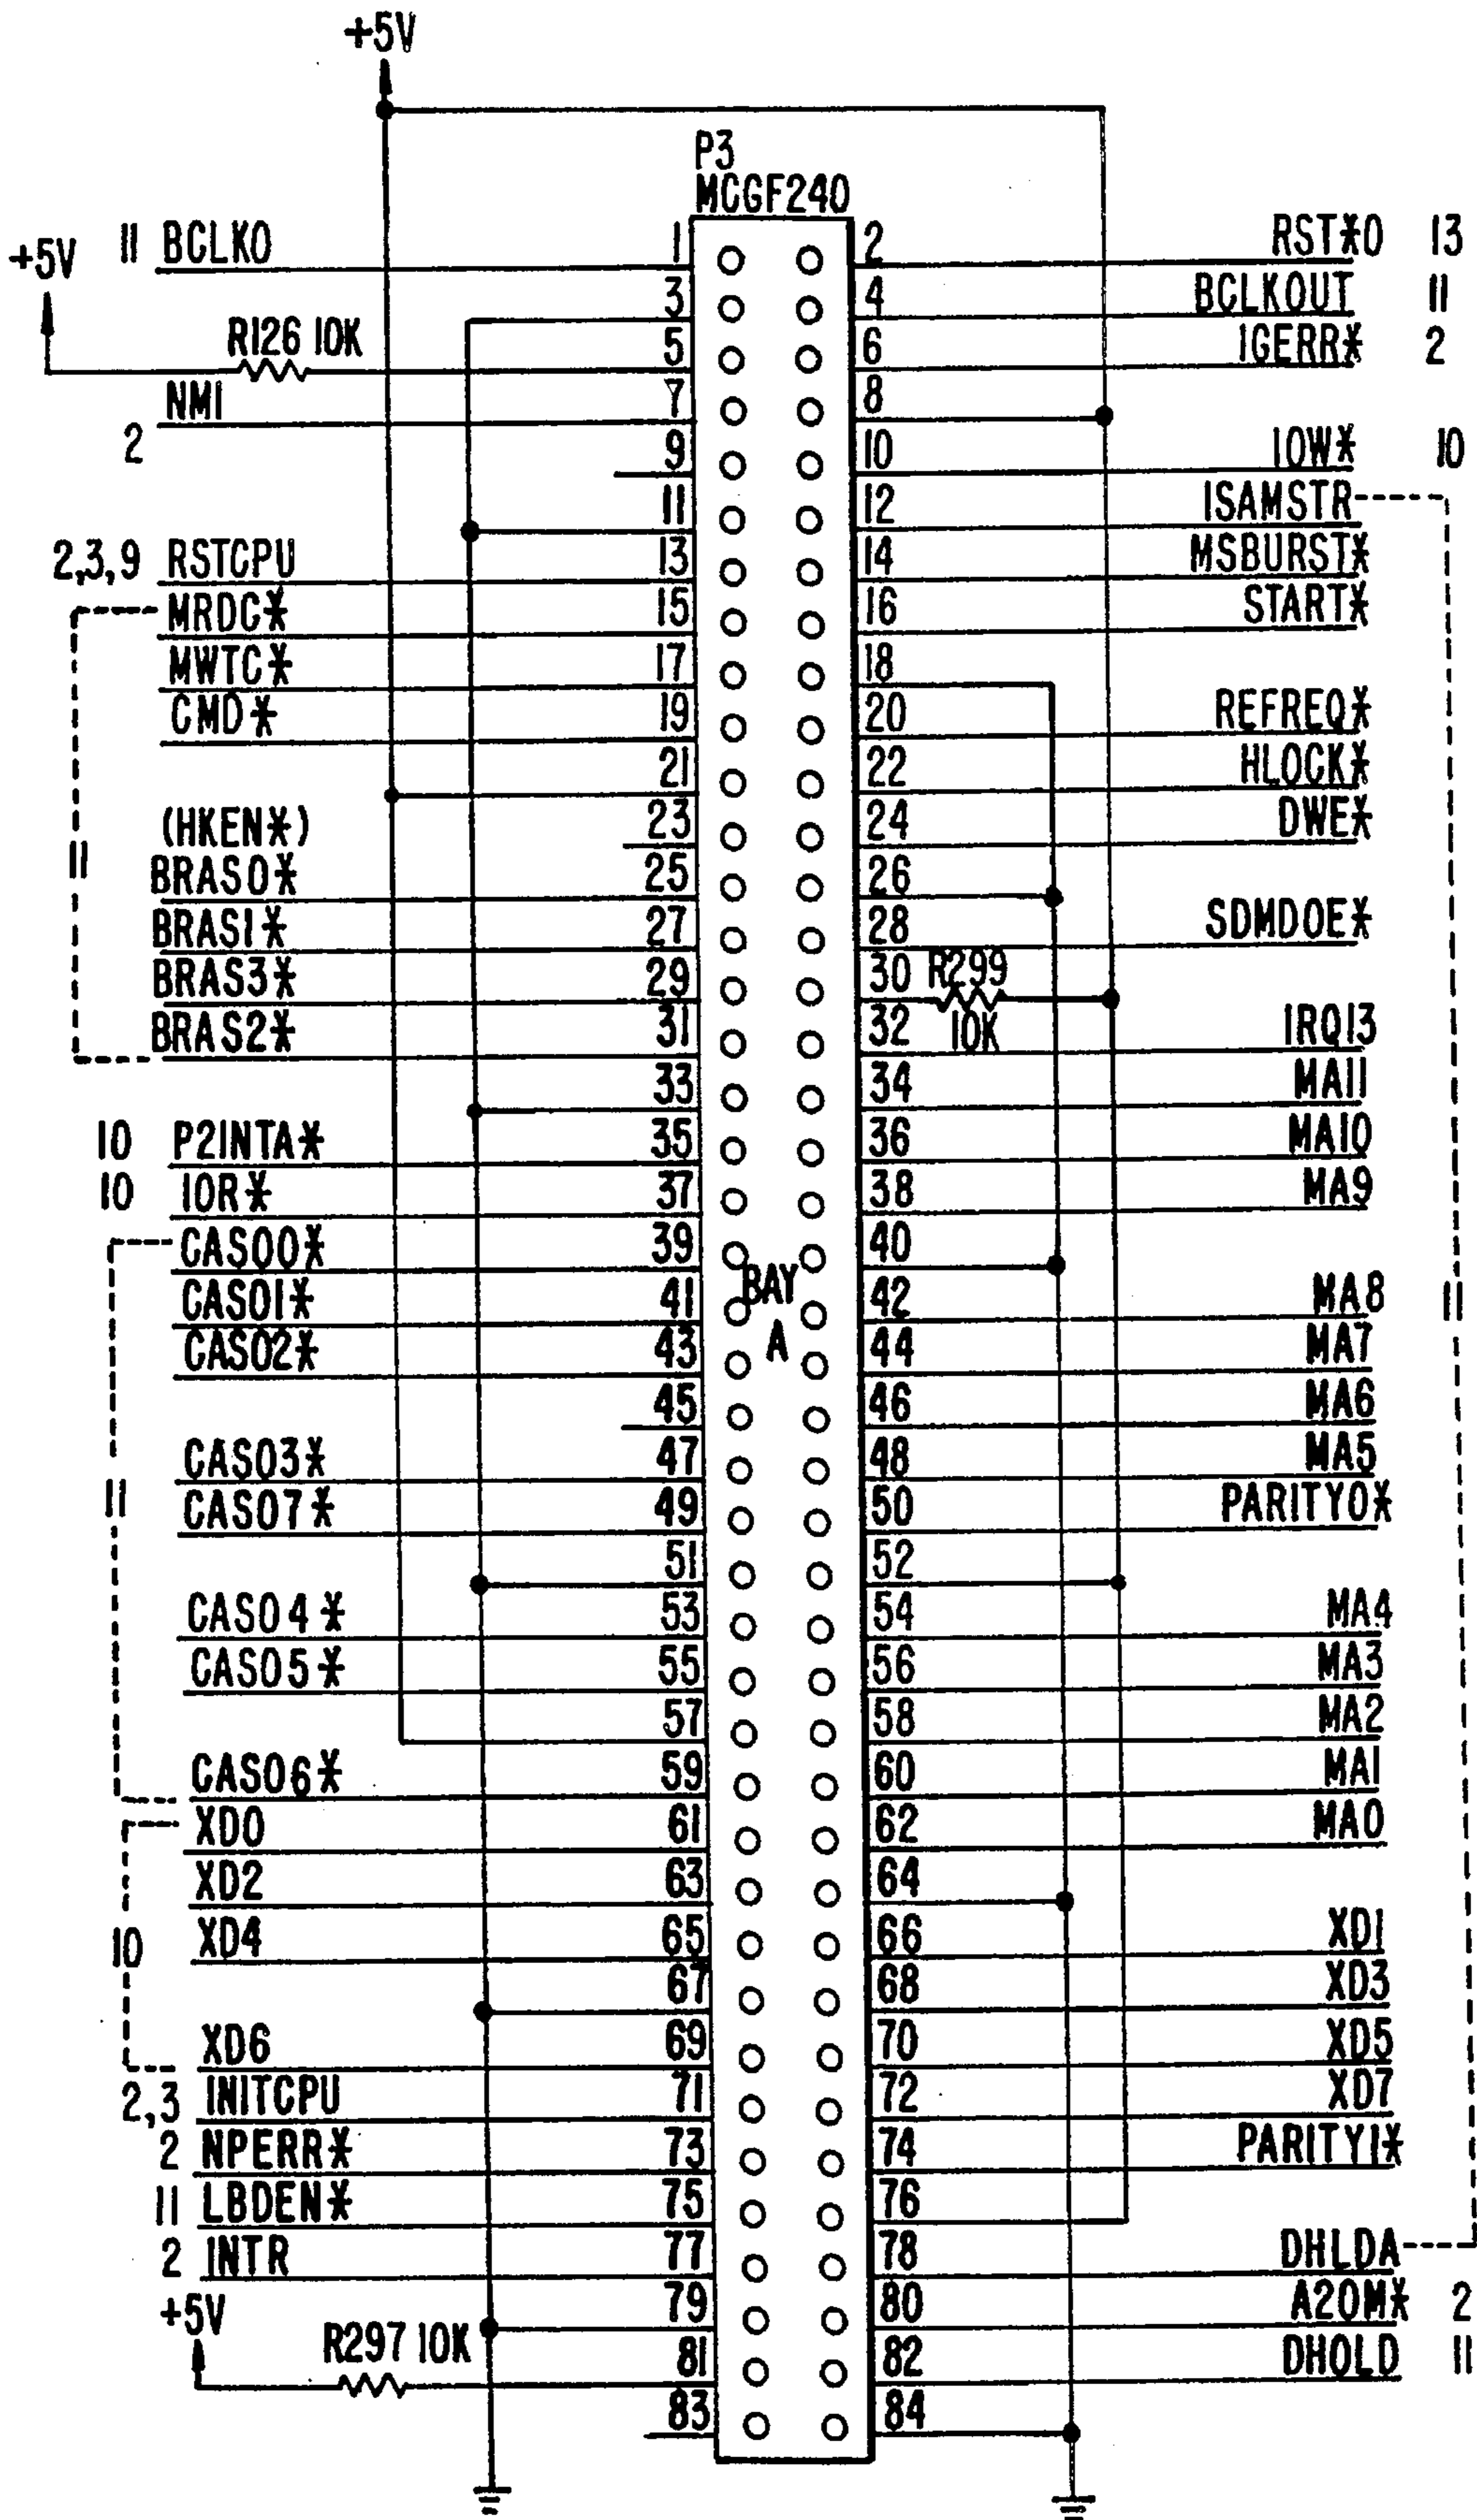 +5V
P3
MCGF240
11 BCLKO 1 2 RST*0 13
+5V
3 4 BCLKOUT 11
R126 10K 5 6 IGERR* 2
NMI 7 8
2 9 10 IOW* 10
11 12 ISAMSTR
2,3,9 RSTCPU 13 14 MSBURST*
MRDC* 15 16 START*
MWTC* 17 18
CMD* 19 20 REFREQ*
21 22 HLOCK*
(HKEN*) 23 24 DWE*
11
BRAS0* 25 26
BRAS1* 27 28 SDMDOE*
BRAS3* 29 30 R299 10K
BRAS2* 31 32 IRQ13
33 34 MA11
10 P2INTA* 35 36 MA10
10 IOR* 37 38 MA9
CAS00* 39 40
BAY
A
CAS01* 41 42 MA8 11
CAS02* 43 44 MA7
45 46 MA6
CAS03* 47 48 MA5
11 CAS07* 49 50 PARITY0*
51 52
CAS04* 53 54 MA4
CAS05* 55 56 MA3
57 58 MA2
CAS06* 59 60 MA1
XD0 61 62 MA0
XD2 63 64
10 XD4 65 66 XD1
67 68 XD3
XD6 69 70 XD5
2,3 INITCPU 71 72 XD7
2 NPERR* 73 74 PARITY1*
11 LBDEN* 75 76
2 INTR 77 78 DHLDA
+5V 79 80 A20M* 2
R297 10K 81 82 DHOLD 11
83 84